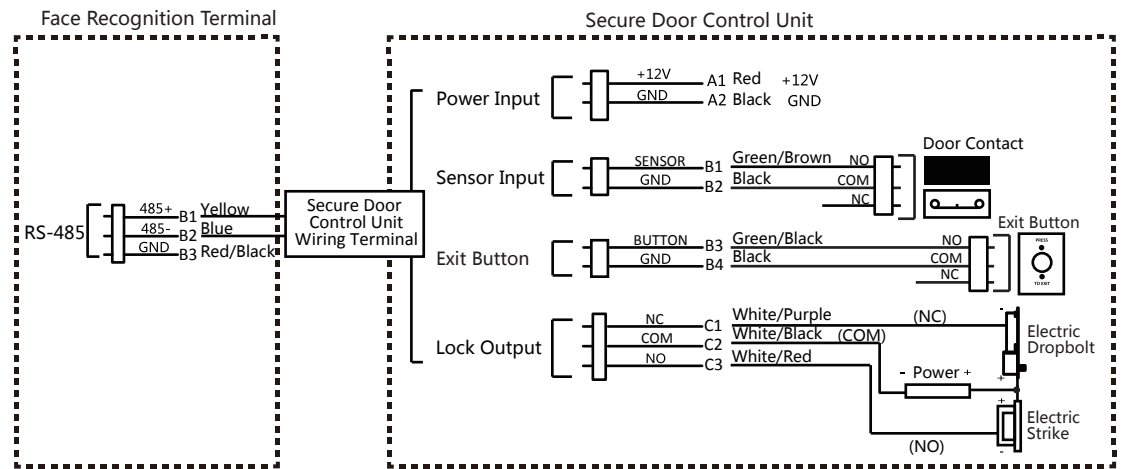 Face Recognition Terminal
Secure Door Control Unit
RS-485
485+ B1 Yellow
485- B2 Blue
GND B3 Red/Black
Secure Door
Control Unit
Wiring Terminal
Power Input
+12V A1 Red +12V
GND A2 Black GND
Sensor Input
SENSOR B1 Green/Brown NO
GND B2 Black COM
NC
Door Contact
Exit Button
BUTTON B3 Green/Black NO
GND B4 Black COM
NC
Exit Button
PRESS
TO EXIT
Lock Output
NC C1 White/Purple (NC)
COM C2 White/Black (COM)
NO C3 White/Red
- Power +
-
Electric
Dropbolt
+
+
Electric
Strike
-
(NO)